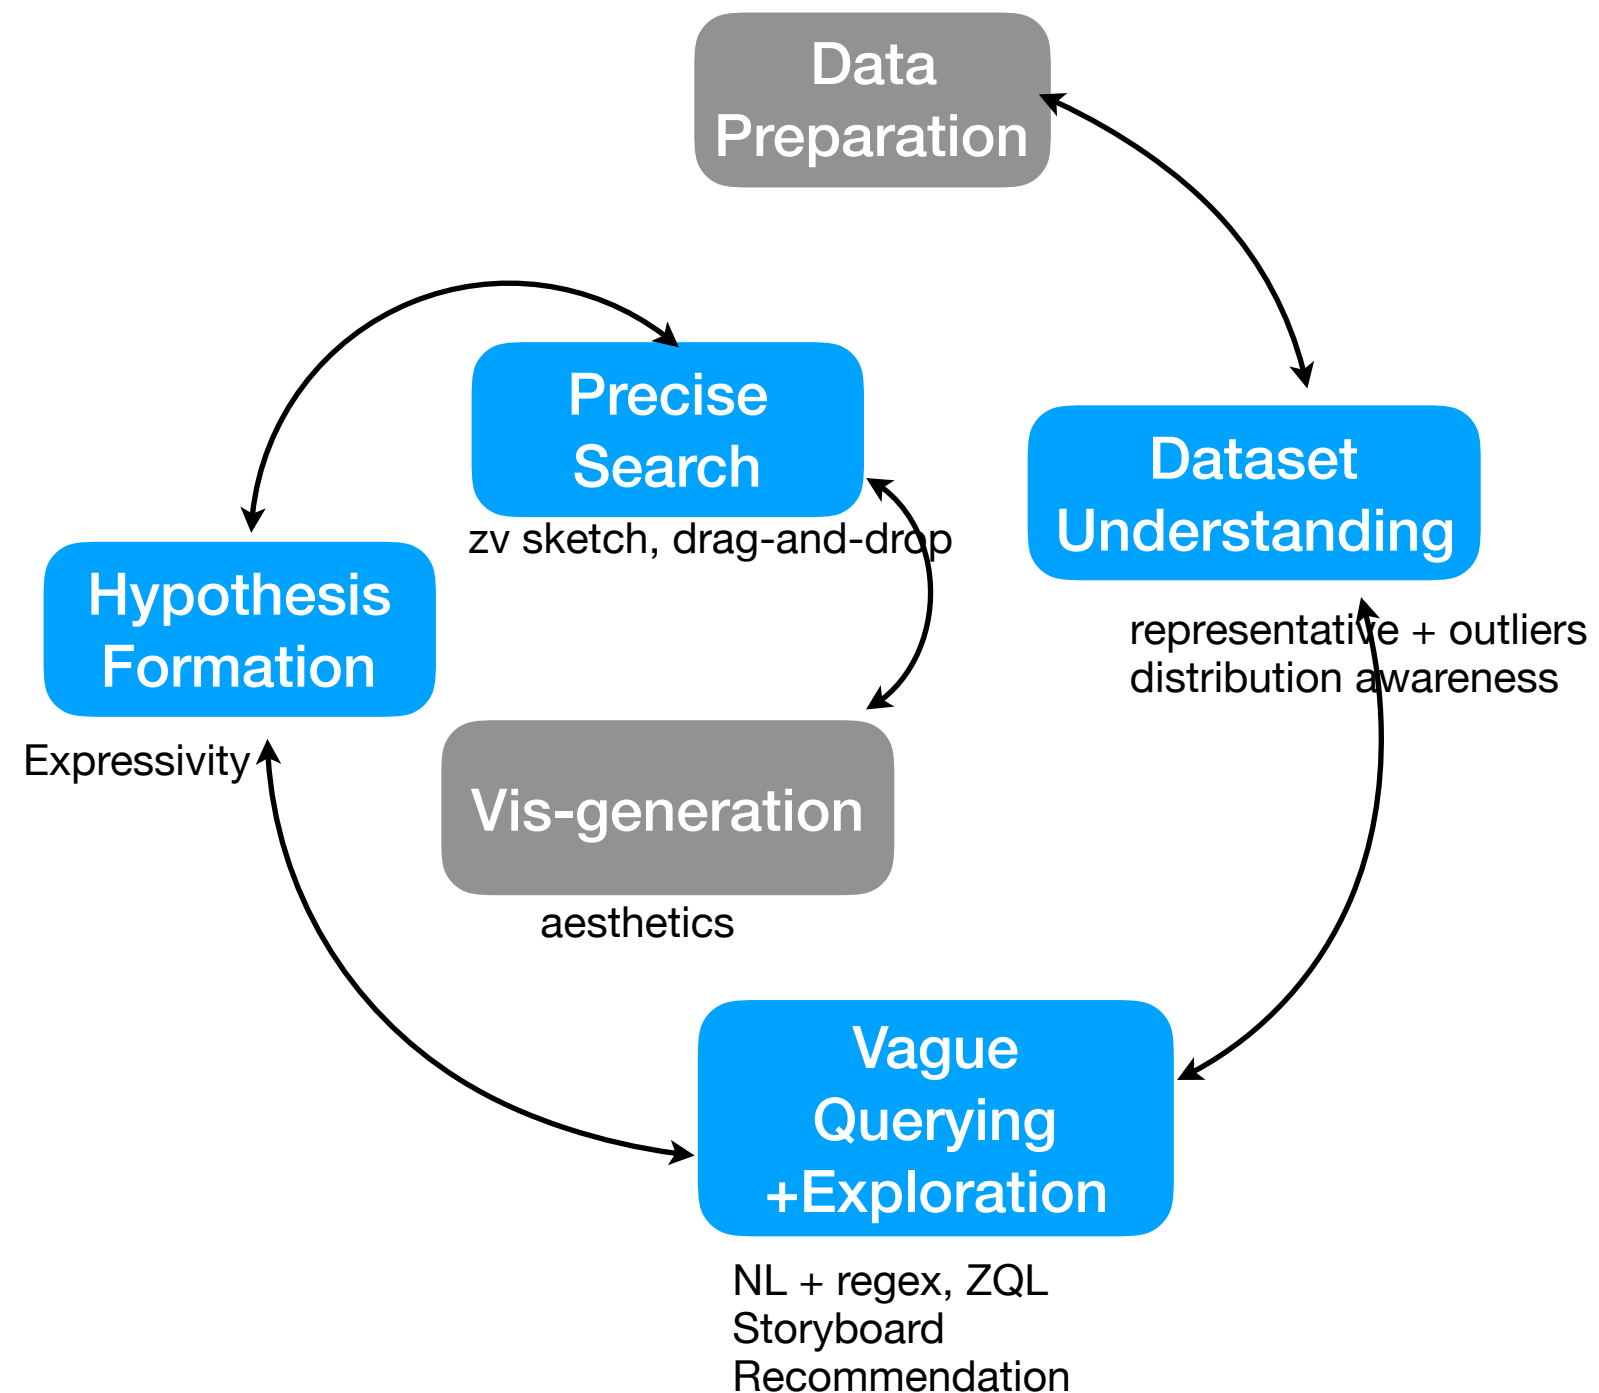 Data
Preparation
Precise
Search
zv sketch, drag-and-drop
Dataset
Understanding
representative + outliers
distribution awareness
Hypothesis
Formation
Expressivity
Vis-generation
aesthetics
Vague
Querying
+Exploration
NL + regex, ZQL
Storyboard
Recommendation